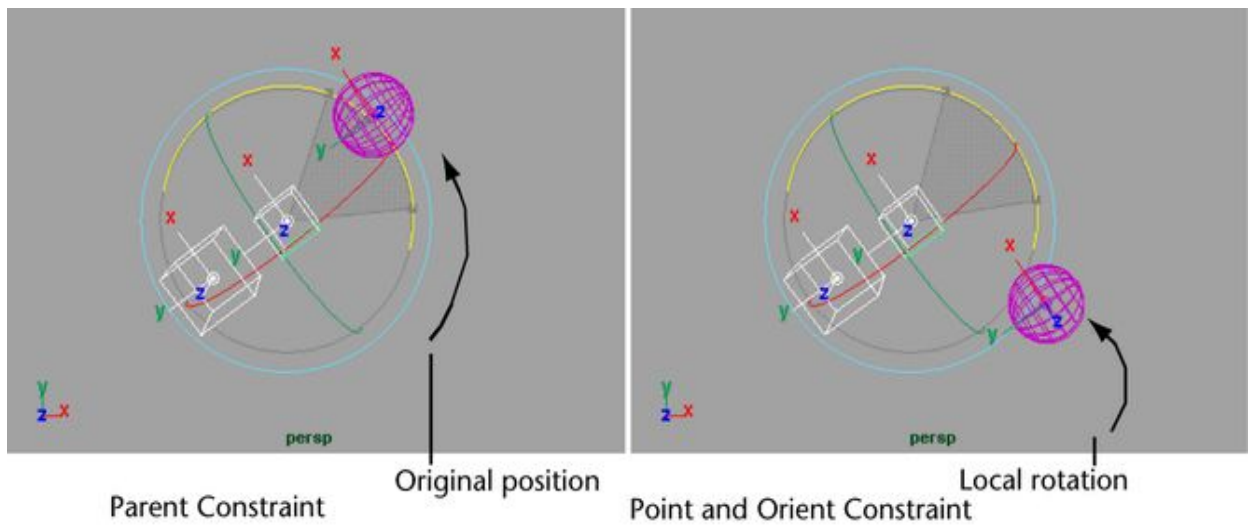 x
z
y
x
x
z
y
z
y
y
z x
persp
x
x
z
y
x
z
y
z
y
y
z x
persp
Original position
Parent Constraint
Local rotation
Point and Orient Constraint